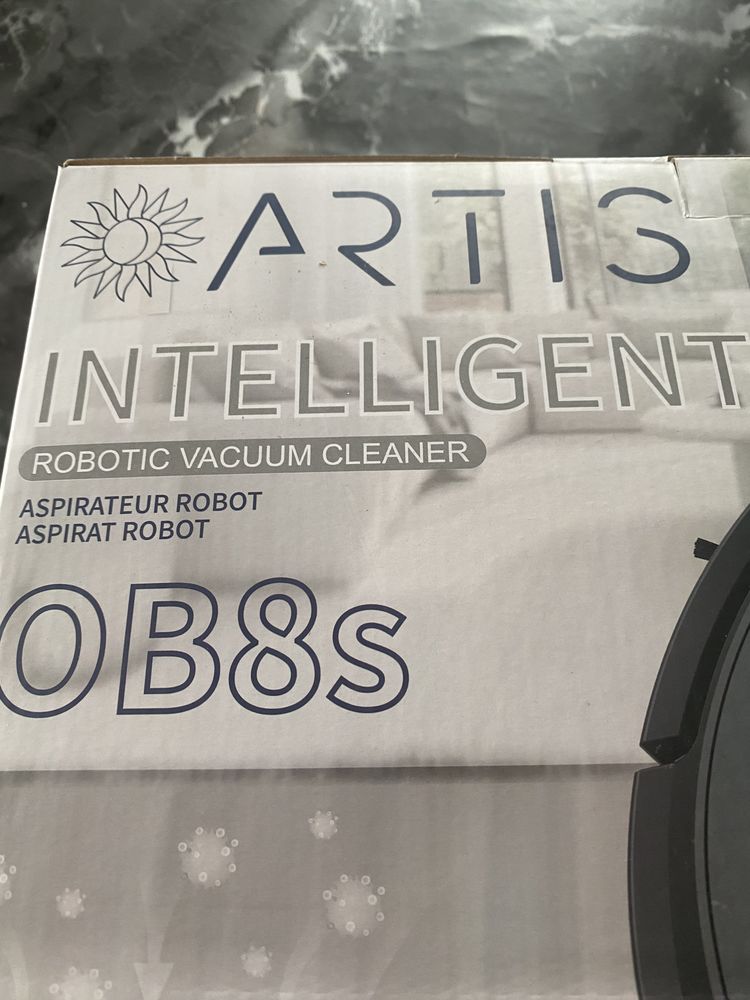 ARTIS
INTELLIGENT
ROBOTIC VACUUM CLEANER
ASPIRATEUR ROBOT
ASPIRAT ROBOT
OB8s